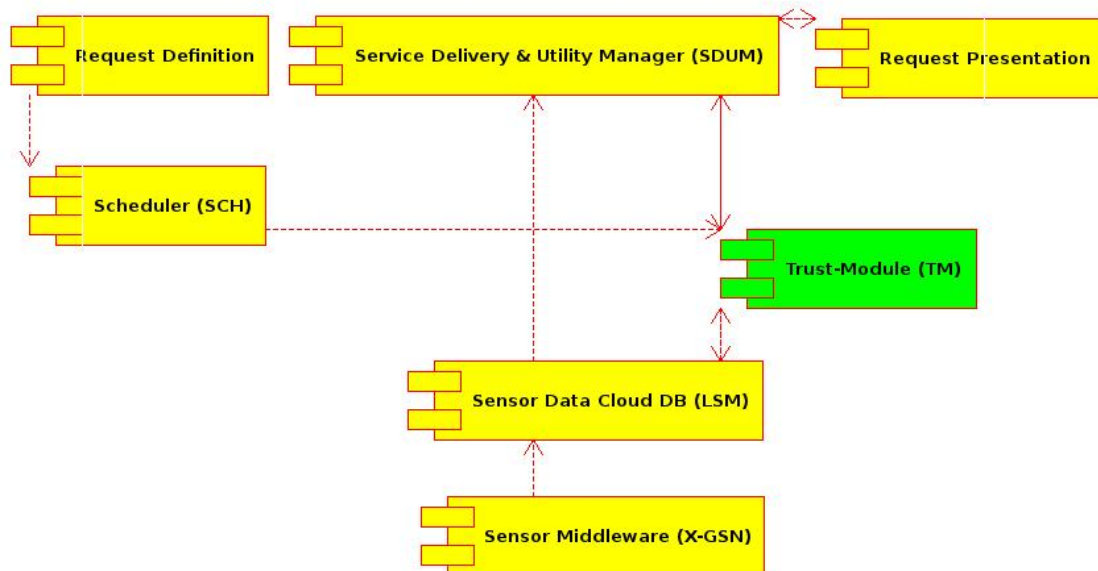 Request Definition
Service Delivery & Utility Manager (SDUM)
Request Presentation
Scheduler (SCH)
Trust-Module (TM)
Sensor Data Cloud DB (LSM)
Sensor Middleware (X-GSN)